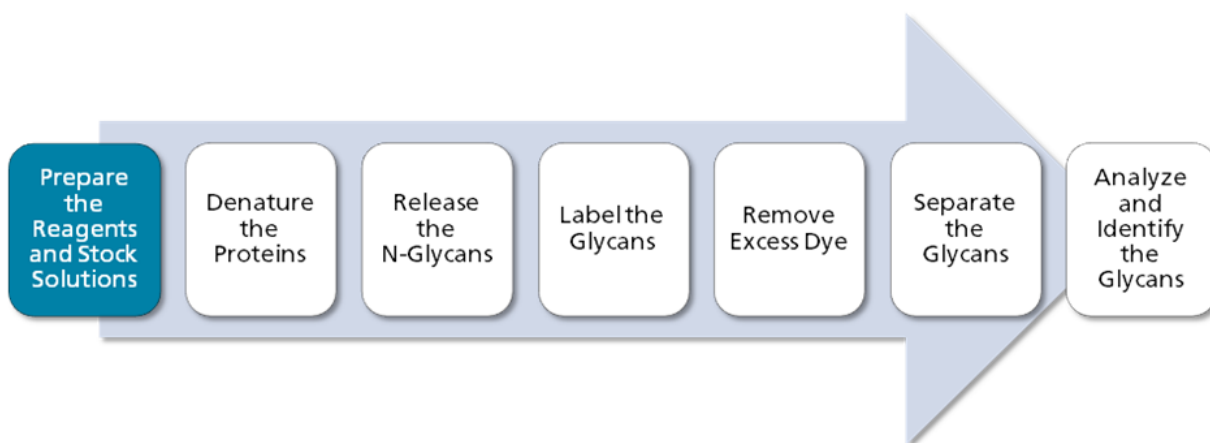 Prepare
the
Reagents
and Stock
Solutions
Denature
the
Proteins
Release
the
N-Glycans
Label the
Glycans
Remove
Excess Dye
Separate
the
Glycans
Analyze
and
Identify
the
Glycans